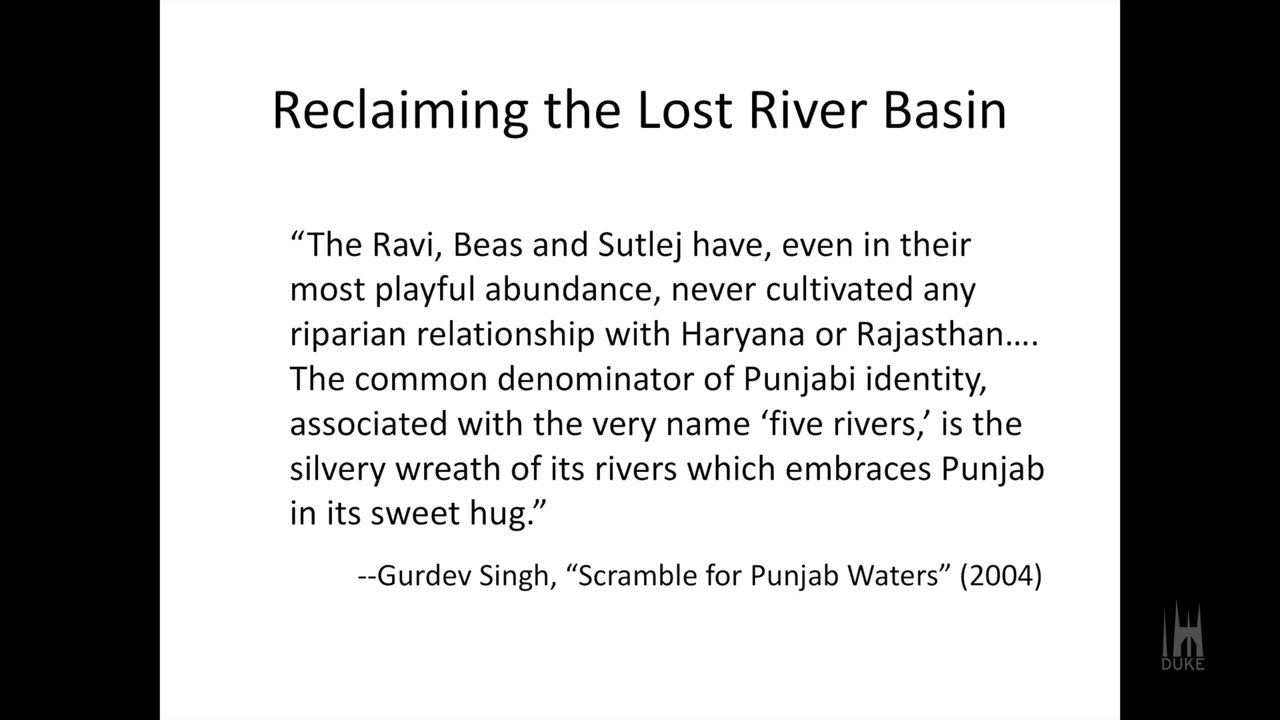 Reclaiming the Lost River Basin
“The Ravi, Beas and Sutlej have, even in their
most playful abundance, never cultivated any
riparian relationship with Haryana or Rajasthan....
The common denominator of Punjabi identity,
associated with the very name ‘five rivers,’ is the
silvery wreath of its rivers which embraces Punjab
in its sweet hug.”
--Gurdev Singh, “Scramble for Punjab Waters” (2004)
DUKE